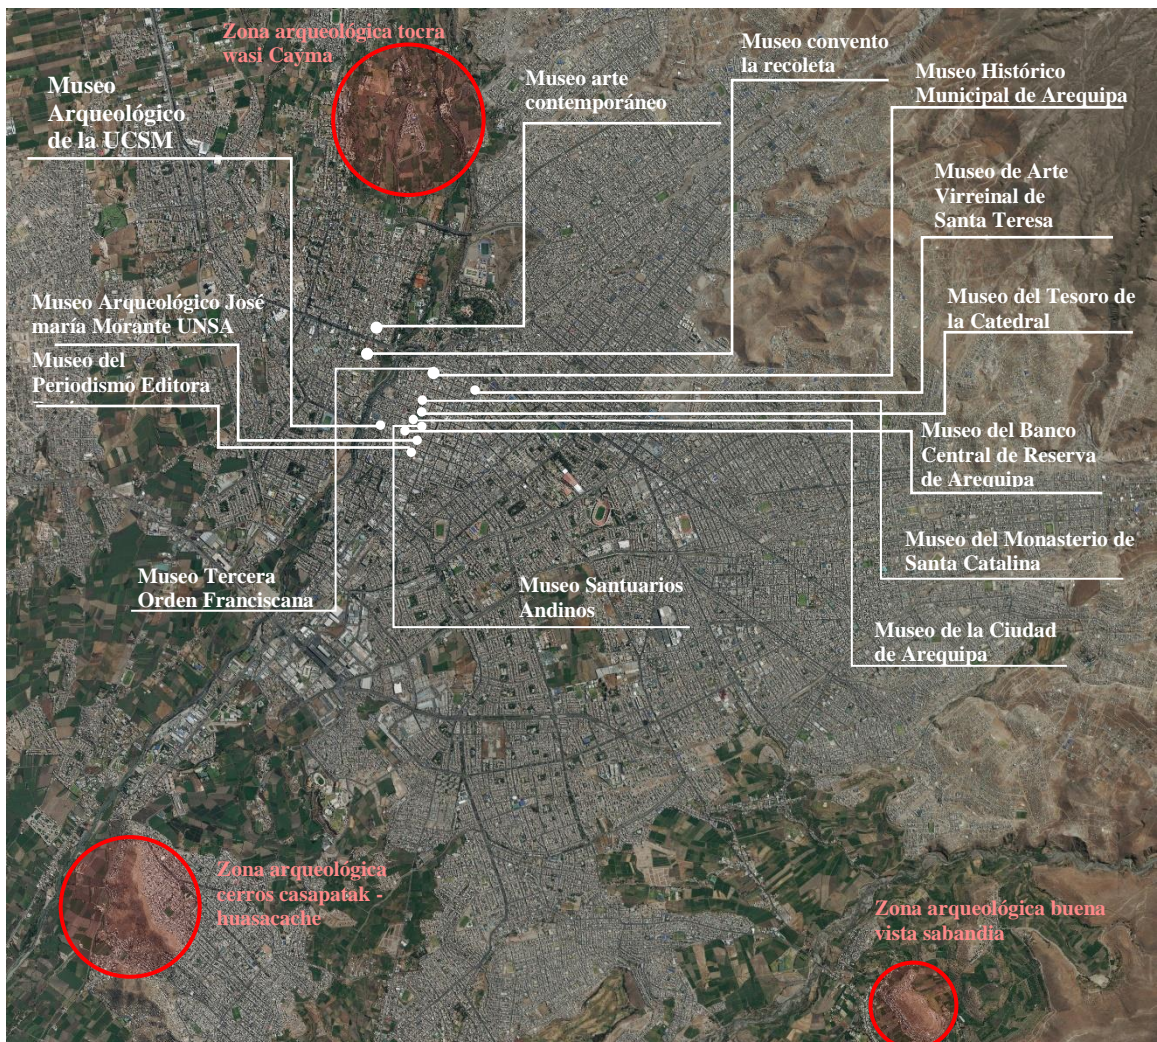 Zona arqueológica tocra
wasi Cayma
Museo convento
la recoleta
Museo Histórico
Municipal de Arequipa
Museo arte
contemporáneo
Museo
Arqueológico
de la UCSM
Museo de Arte
Virreinal de
Santa Teresa
Museo Arqueológico José
maría Morante UNSA
Museo del Tesoro de
la Catedral
Museo del
Periodismo Editora
Museo del Banco
Central de Reserva
de Arequipa
Museo del Monasterio de
Santa Catalina
Museo Tercera
Orden Franciscana
Museo Santuarios
Andinos
Museo de la Ciudad
de Arequipa
Zona arqueológica
cerros casapatak -
huasacache
Zona arqueológica buena
vista sabandia